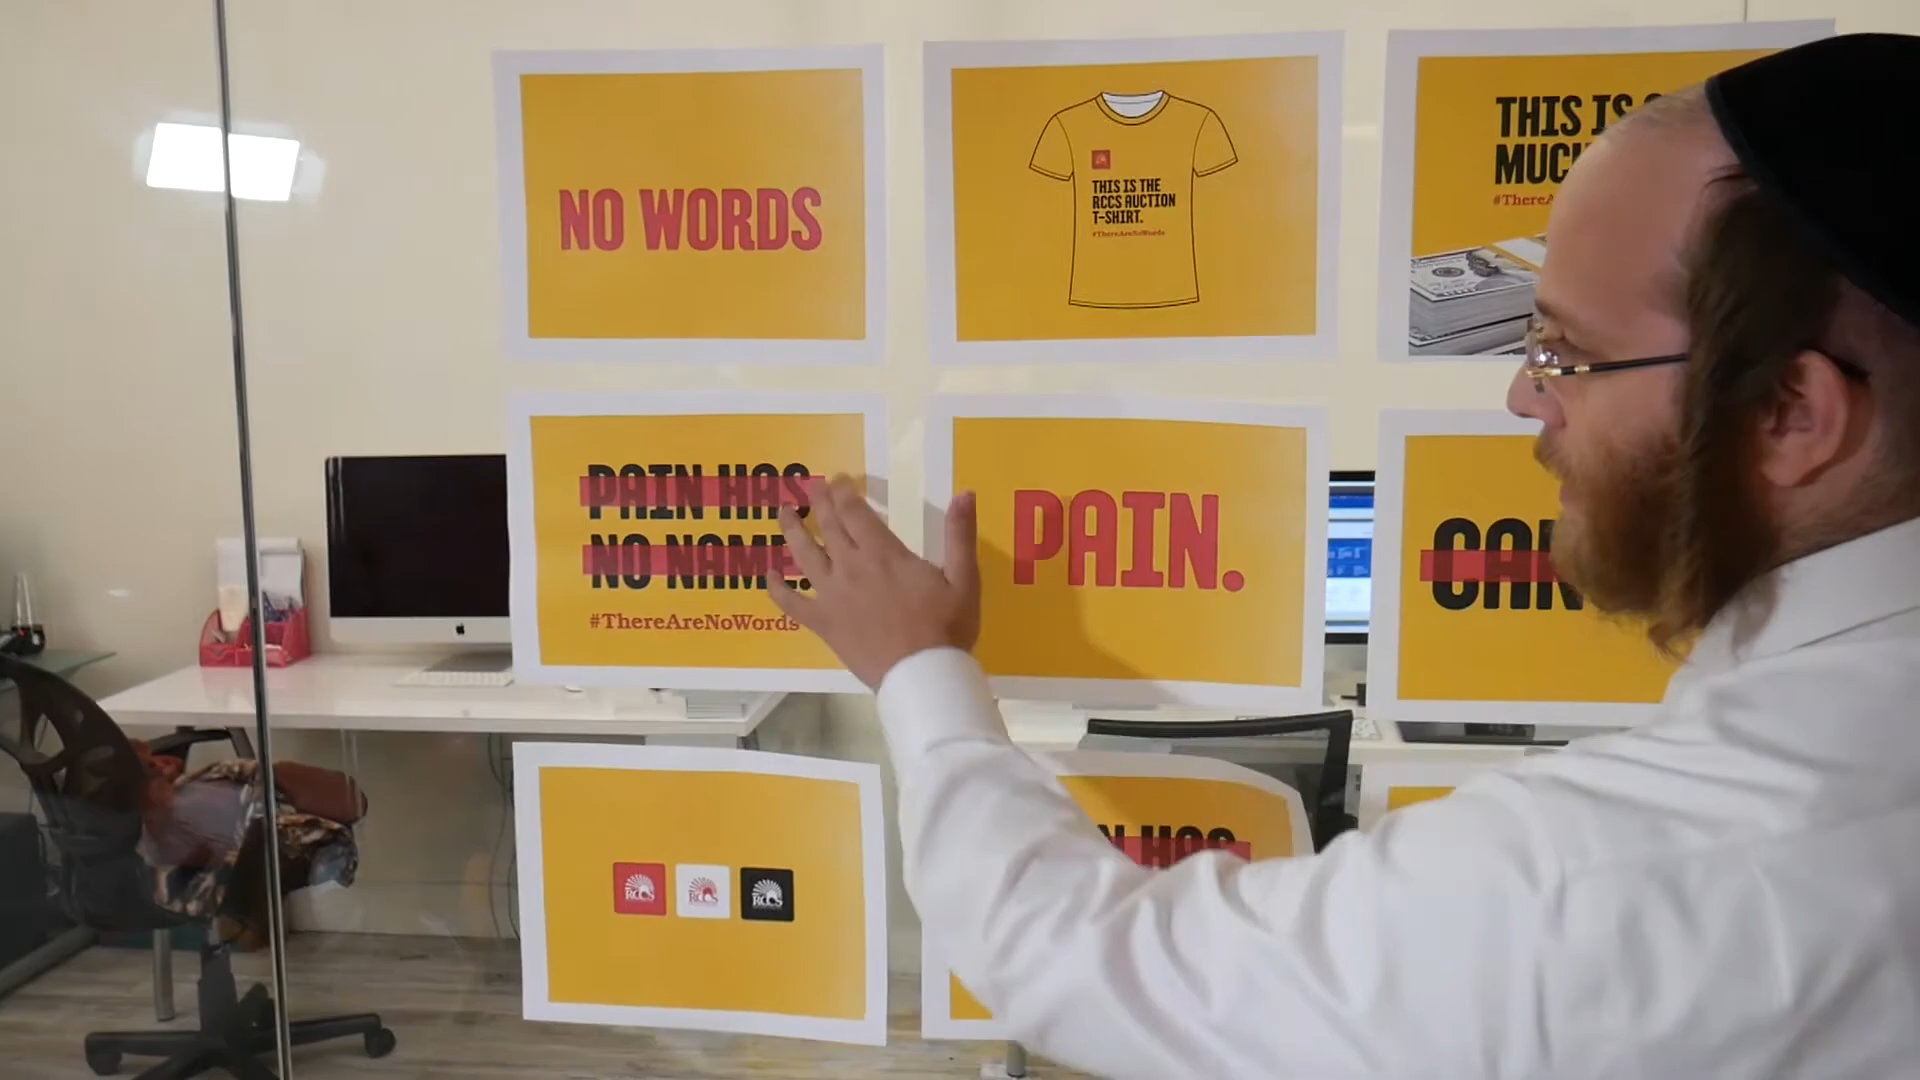 NO WORDS
THIS IS THE
RCCS AUCTION
T-SHIRT.
#ThereAreNoWords
THIS IS
MUCH
PAIN HAS
NO NAME.
#ThereAreNoWords
PAIN.
RCCS
RCCS
RCCS
HAS